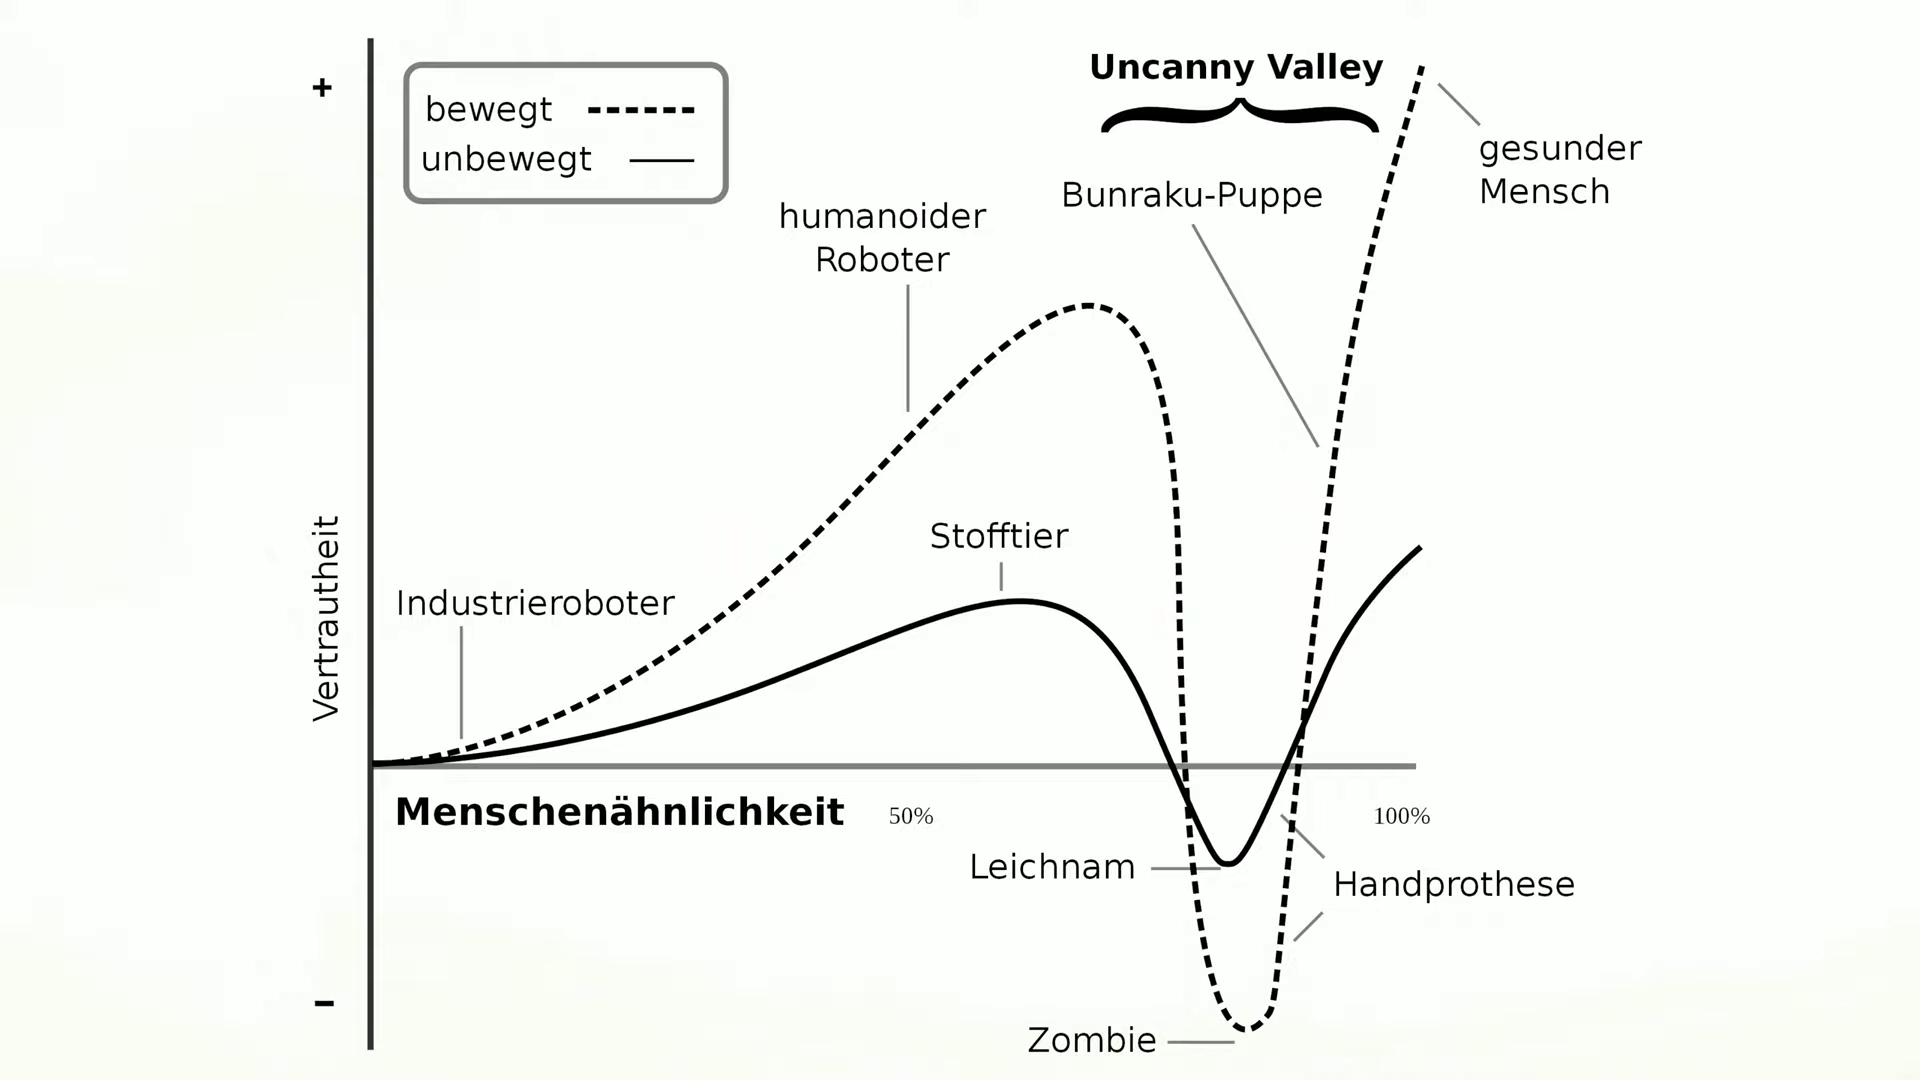 +
bewegt
unbewegt
Uncanny Valley
gesunder
Mensch
Bunraku-Puppe
humanoider
Roboter
Stofftier
Industrieroboter
Vertrautheit
Menschenähnlichkeit
50%
100%
Leichnam
Handprothese
–
Zombie